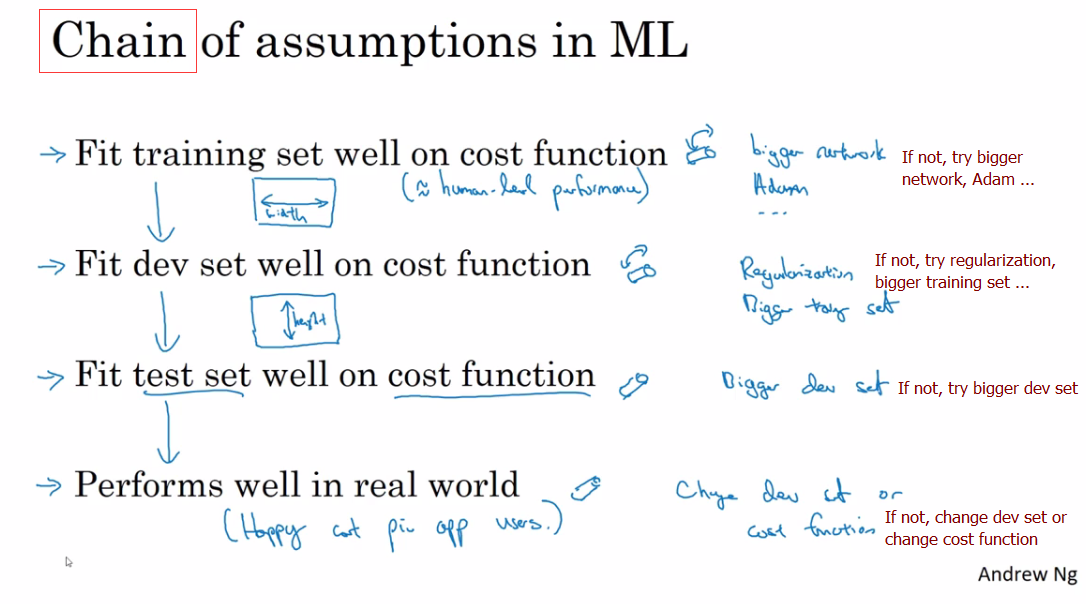 Chain of assumptions in ML
→ Fit training set well on cost function
(≈ human-level performance)
bigger network
Adam
...
If not, try bigger
network, Adam ...
width
→ Fit dev set well on cost function
Regularization
Bigger training set
If not, try regularization,
bigger training set ...
height
→ Fit test set well on cost function
Bigger dev set
If not, try bigger dev set
→ Performs well in real world
(Happy cat pic app users.)
Change dev set or
cost function
If not, change dev set or
change cost function
Andrew Ng